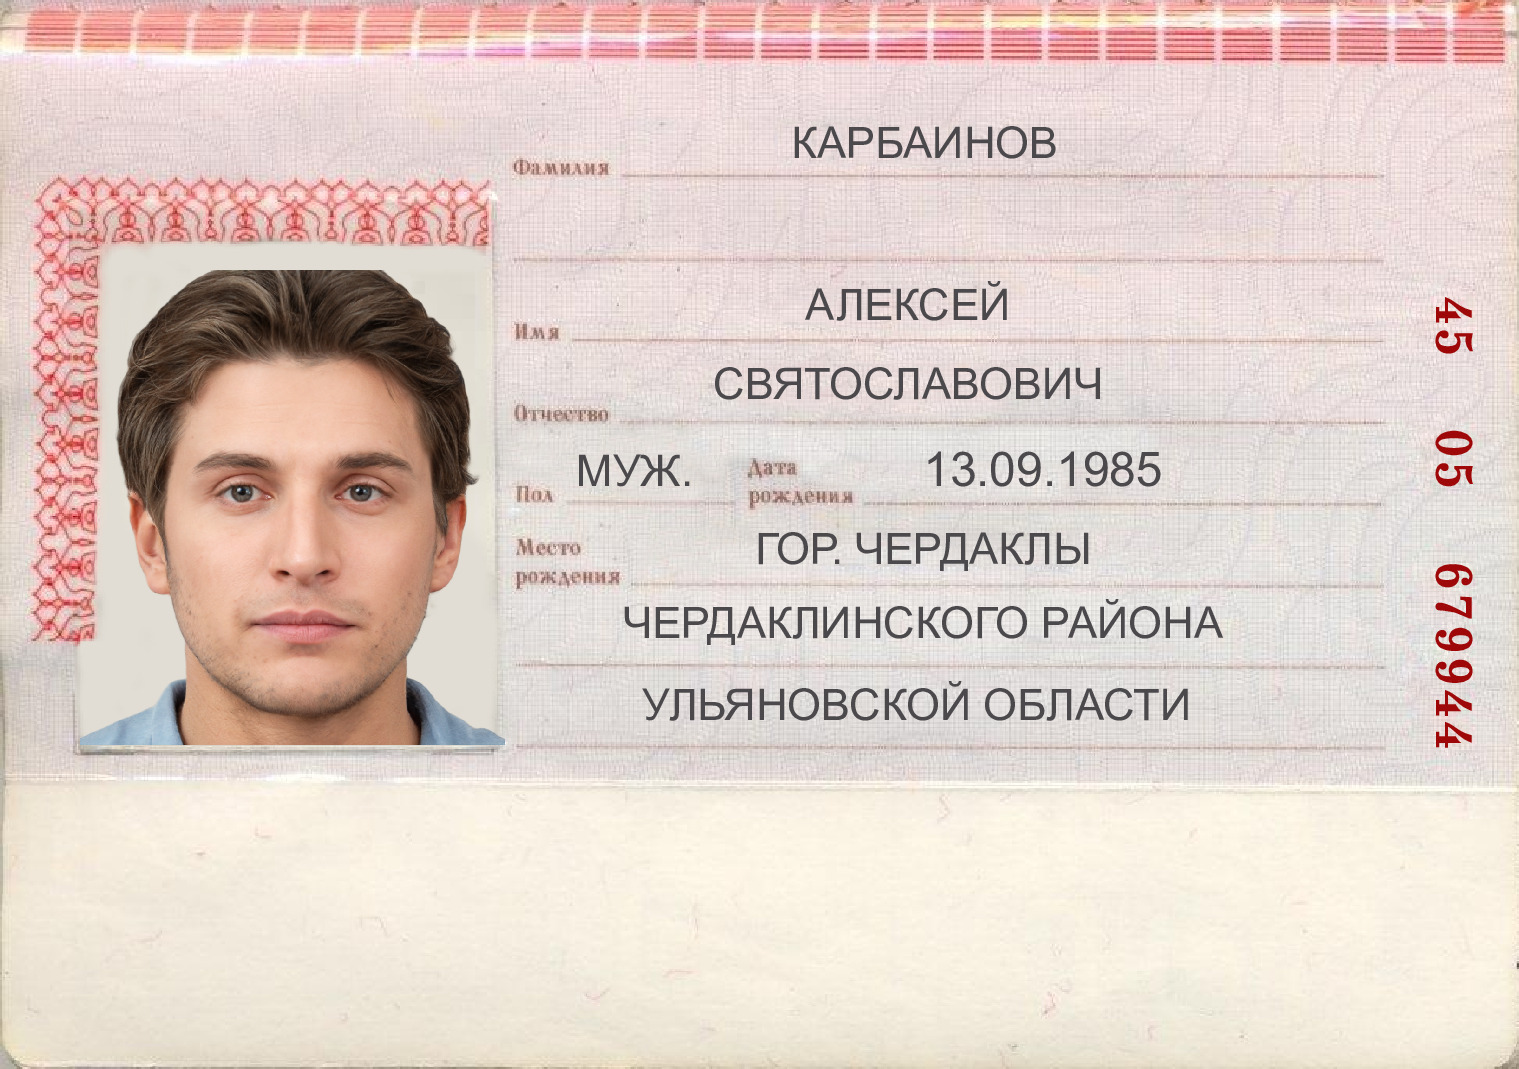 КАРБАИНОВ
Фамилия
АЛЕКСЕЙ
Имя
СВЯТОСЛАВОВИЧ
Отчество
МУЖ. Дата рождения 13.09.1985
Пол
ГОР. ЧЕРДАКЛЫ
Место
рождения
ЧЕРДАКЛИНСКОГО РАЙОНА
УЛЬЯНОВСКОЙ ОБЛАСТИ
45 05 679944